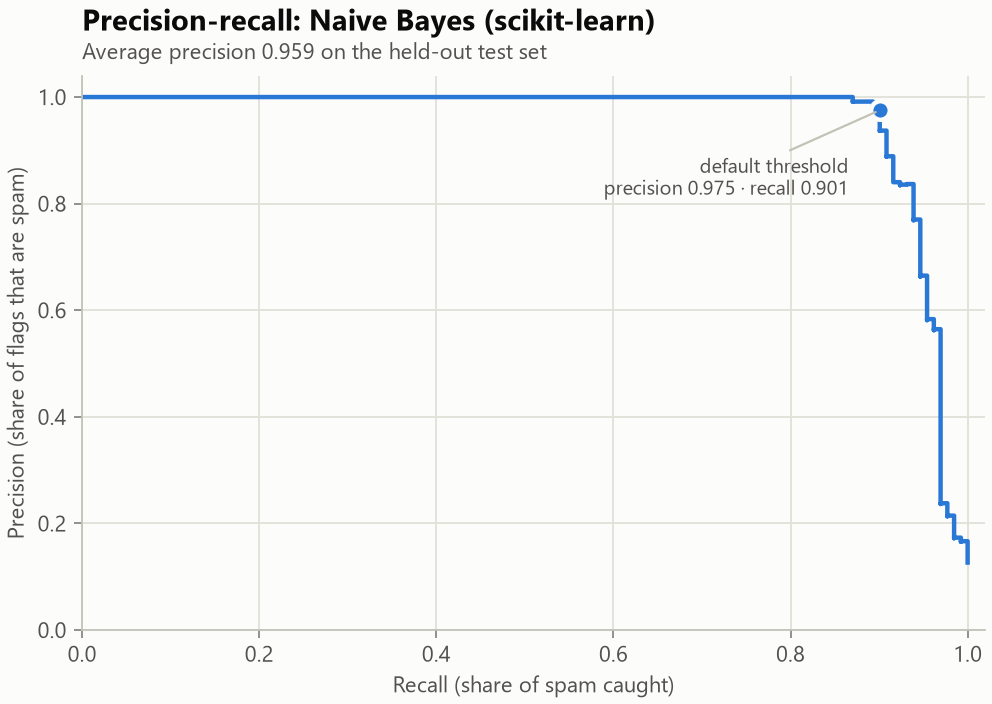 Precision-recall: Naive Bayes (scikit-learn)
Average precision 0.959 on the held-out test set
Precision (share of flags that are spam)
1.0
0.8
0.6
0.4
0.2
0.0
default threshold
precision 0.975 · recall 0.901
0.0 0.2 0.4 0.6 0.8 1.0
Recall (share of spam caught)